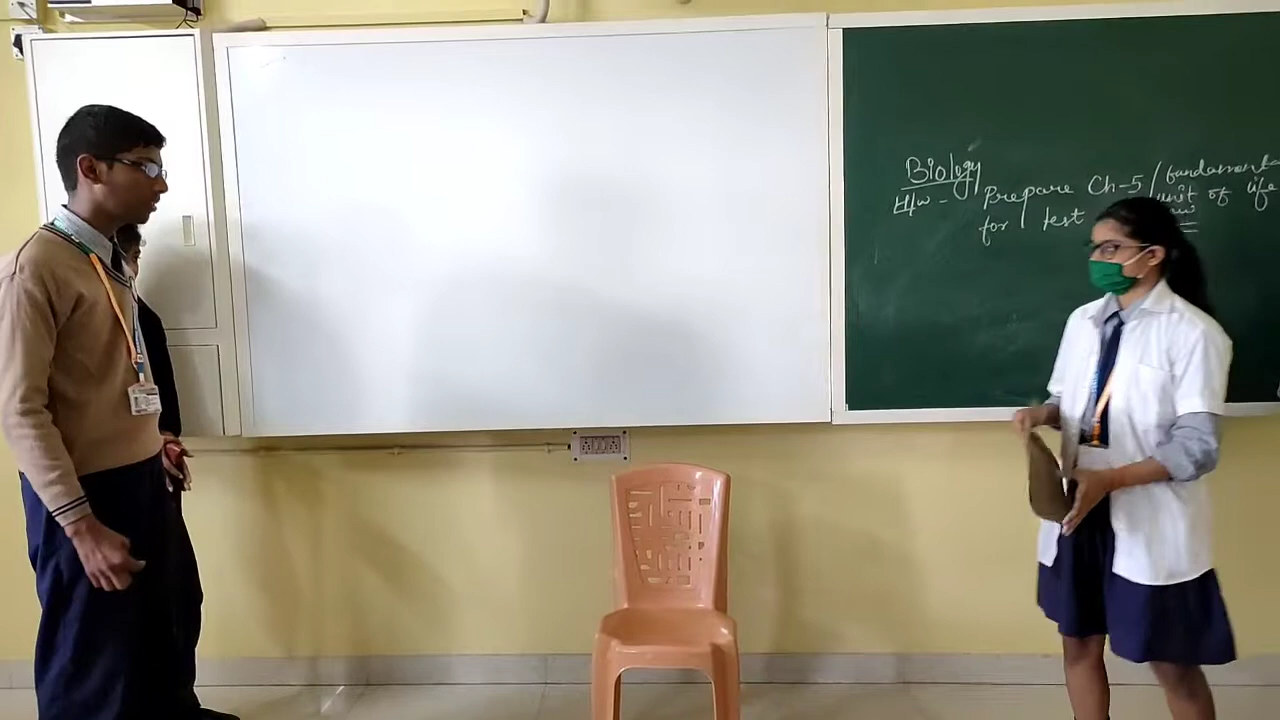 Biology
H/w - Prepare Ch-5 / fundamental
unit of life
for test